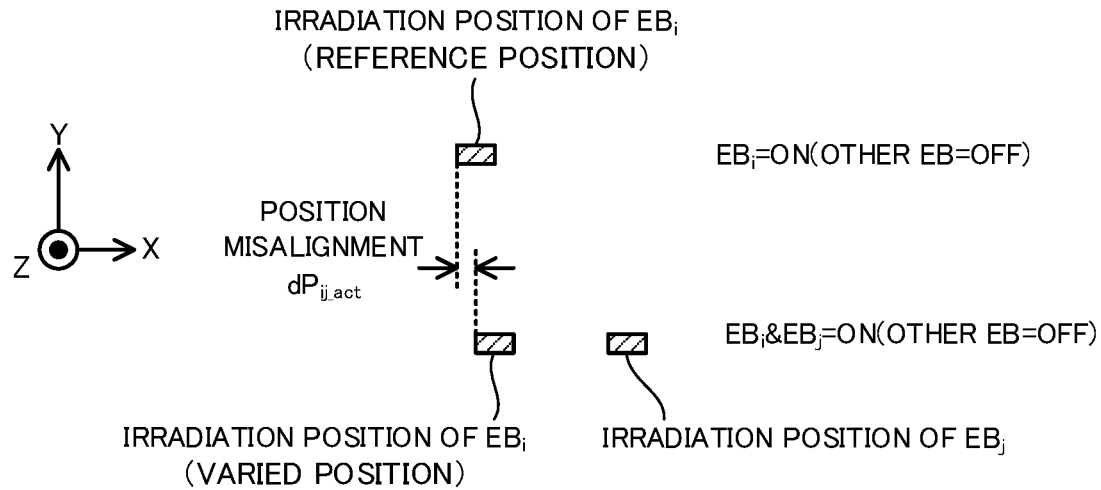 IRRADIATION POSITION OF EBi
(REFERENCE POSITION)
Y
EBi=ON(OTHER EB=OFF)
POSITION
MISALIGNMENT
dPij_act
Z
X
EBi&EBj=ON(OTHER EB=OFF)
IRRADIATION POSITION OF EBi
(VARIED POSITION)
IRRADIATION POSITION OF EBj